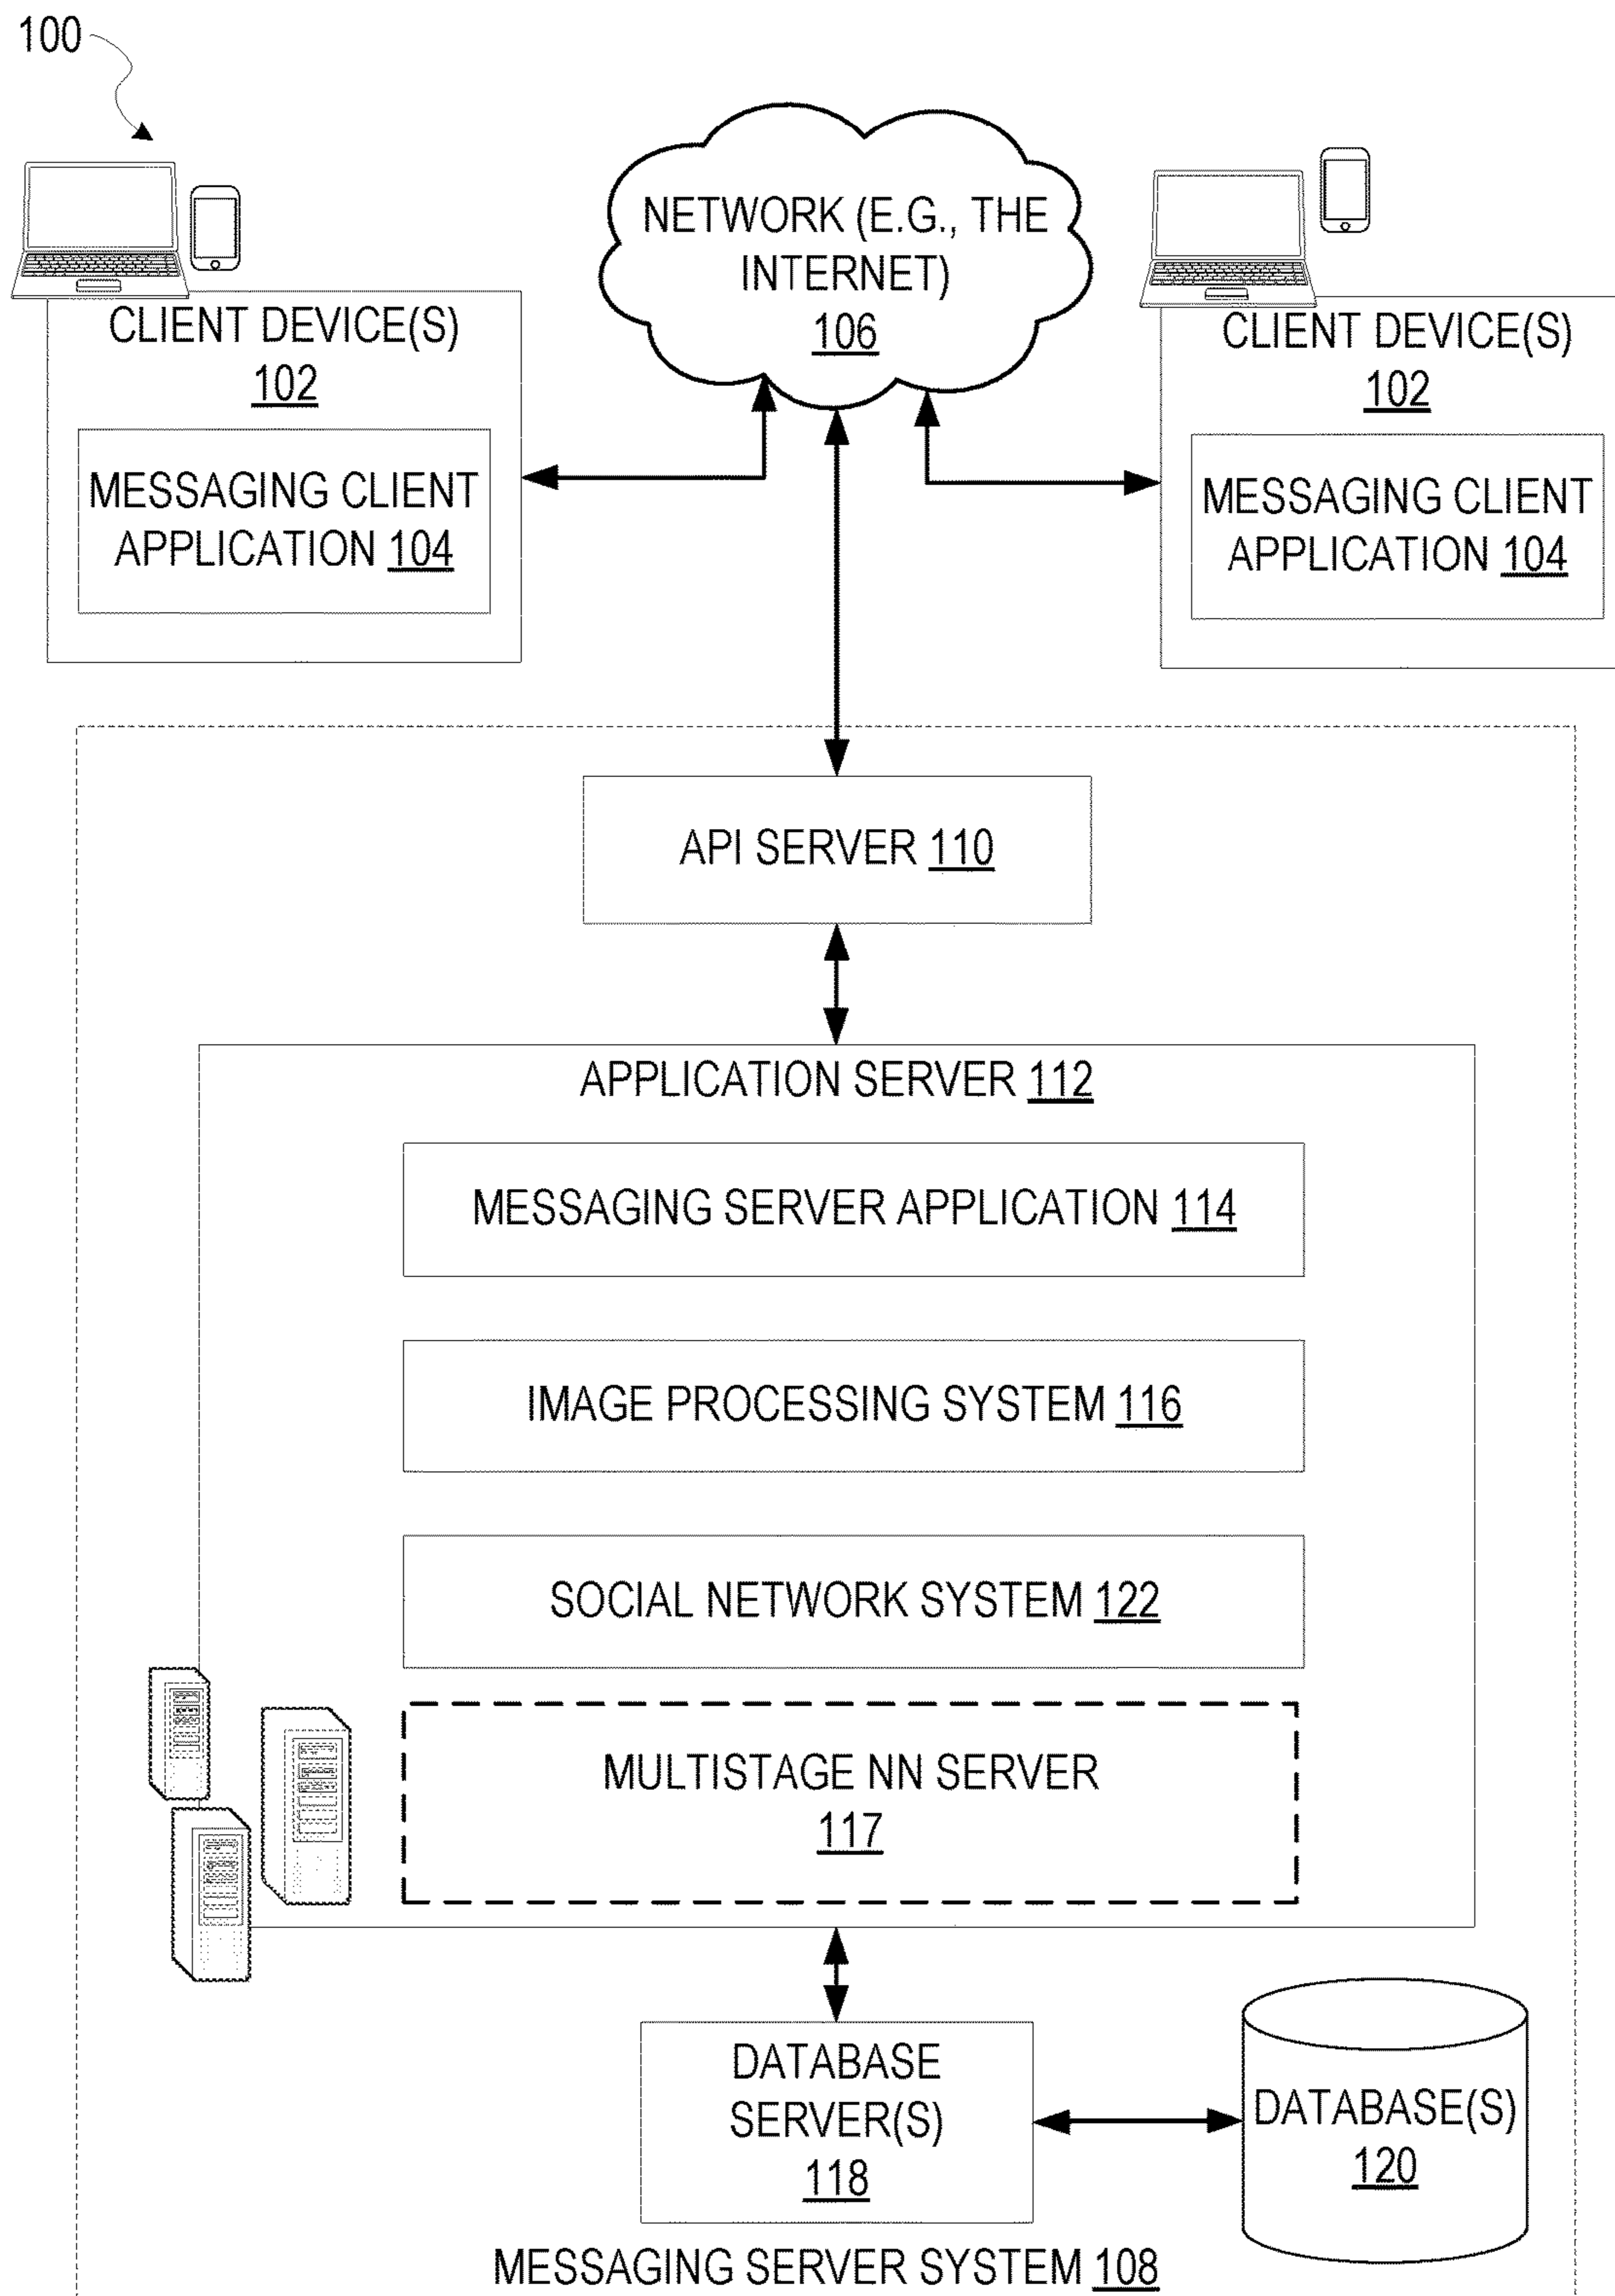 100
NETWORK (E.G., THE
INTERNET)
106
CLIENT DEVICE(S)
102
MESSAGING CLIENT
APPLICATION 104
CLIENT DEVICE(S)
102
MESSAGING CLIENT
APPLICATION 104
API SERVER 110
APPLICATION SERVER 112
MESSAGING SERVER APPLICATION 114
IMAGE PROCESSING SYSTEM 116
SOCIAL NETWORK SYSTEM 122
MULTISTAGE NN SERVER
117
DATABASE
SERVER(S)
118
DATABASE(S)
120
MESSAGING SERVER SYSTEM 108